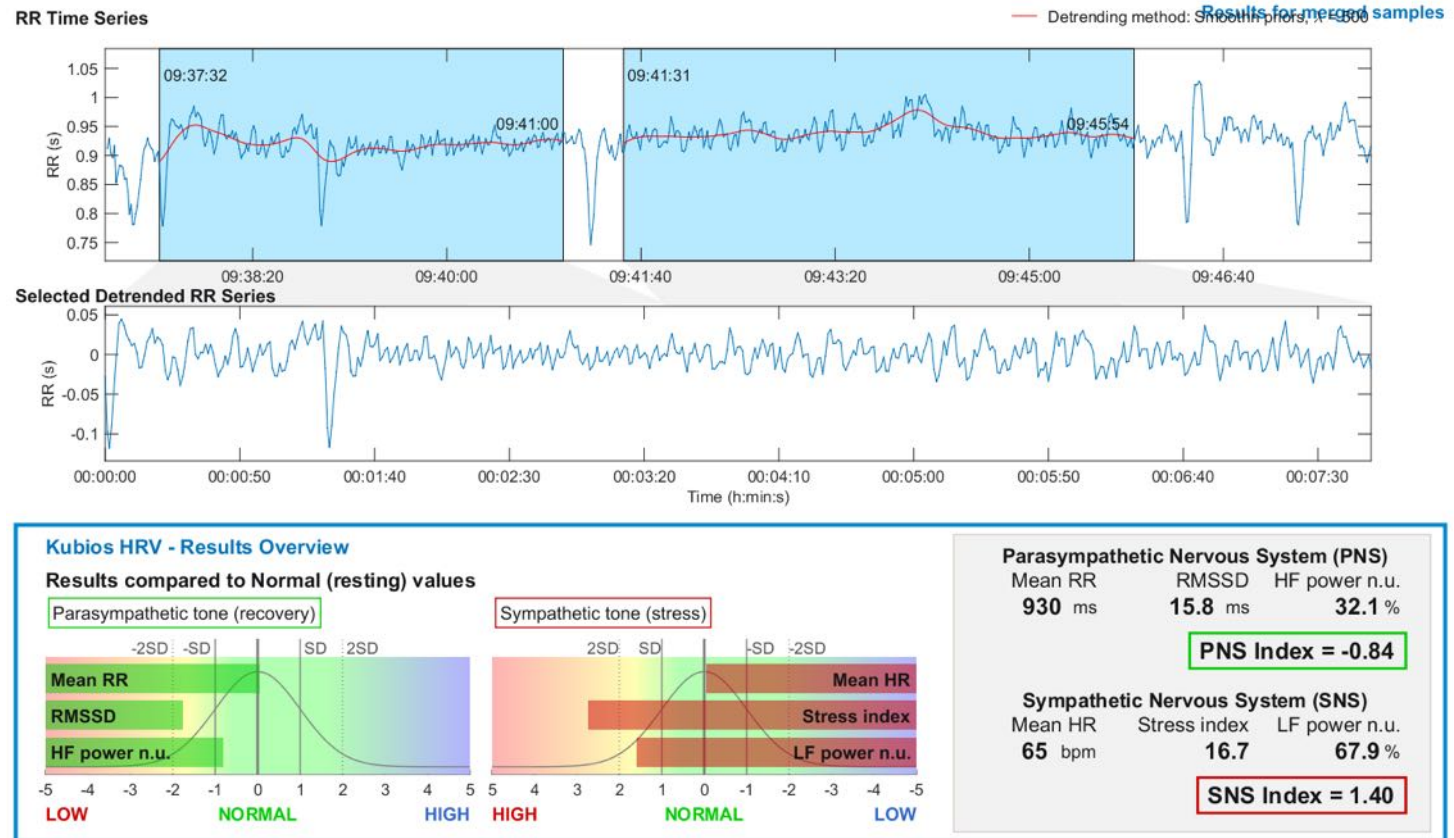 RR Time Series
Detrending method: Smoothn priors, λ = 500
Results for merged samples
1.05
1
0.95
0.9
0.85
0.8
0.75
RR (s)
09:37:32
09:41:00
09:41:31
09:45:54
09:38:20 09:40:00 09:41:40 09:43:20 09:45:00 09:46:40
Selected Detrended RR Series
0.05
0
-0.05
-0.1
RR (s)
00:00:00 00:00:50 00:01:40 00:02:30 00:03:20 00:04:10 00:05:00 00:05:50 00:06:40 00:07:30
Time (h:min:s)
Kubios HRV - Results Overview
Results compared to Normal (resting) values
Parasympathetic tone (recovery)
-2SD -SD SD 2SD
Mean RR
RMSSD
HF power n.u.
-5 -4 -3 -2 -1 0 1 2 3 4 5
LOW NORMAL HIGH
Sympathetic tone (stress)
2SD SD -SD -2SD
Mean HR
Stress index
LF power n.u.
5 4 3 2 1 0 -1 -2 -3 -4 -5
HIGH NORMAL LOW
Parasympathetic Nervous System (PNS)
Mean RR RMSSD HF power n.u.
930 ms 15.8 ms 32.1 %
PNS Index = -0.84
Sympathetic Nervous System (SNS)
Mean HR Stress index LF power n.u.
65 bpm 16.7 67.9 %
SNS Index = 1.40